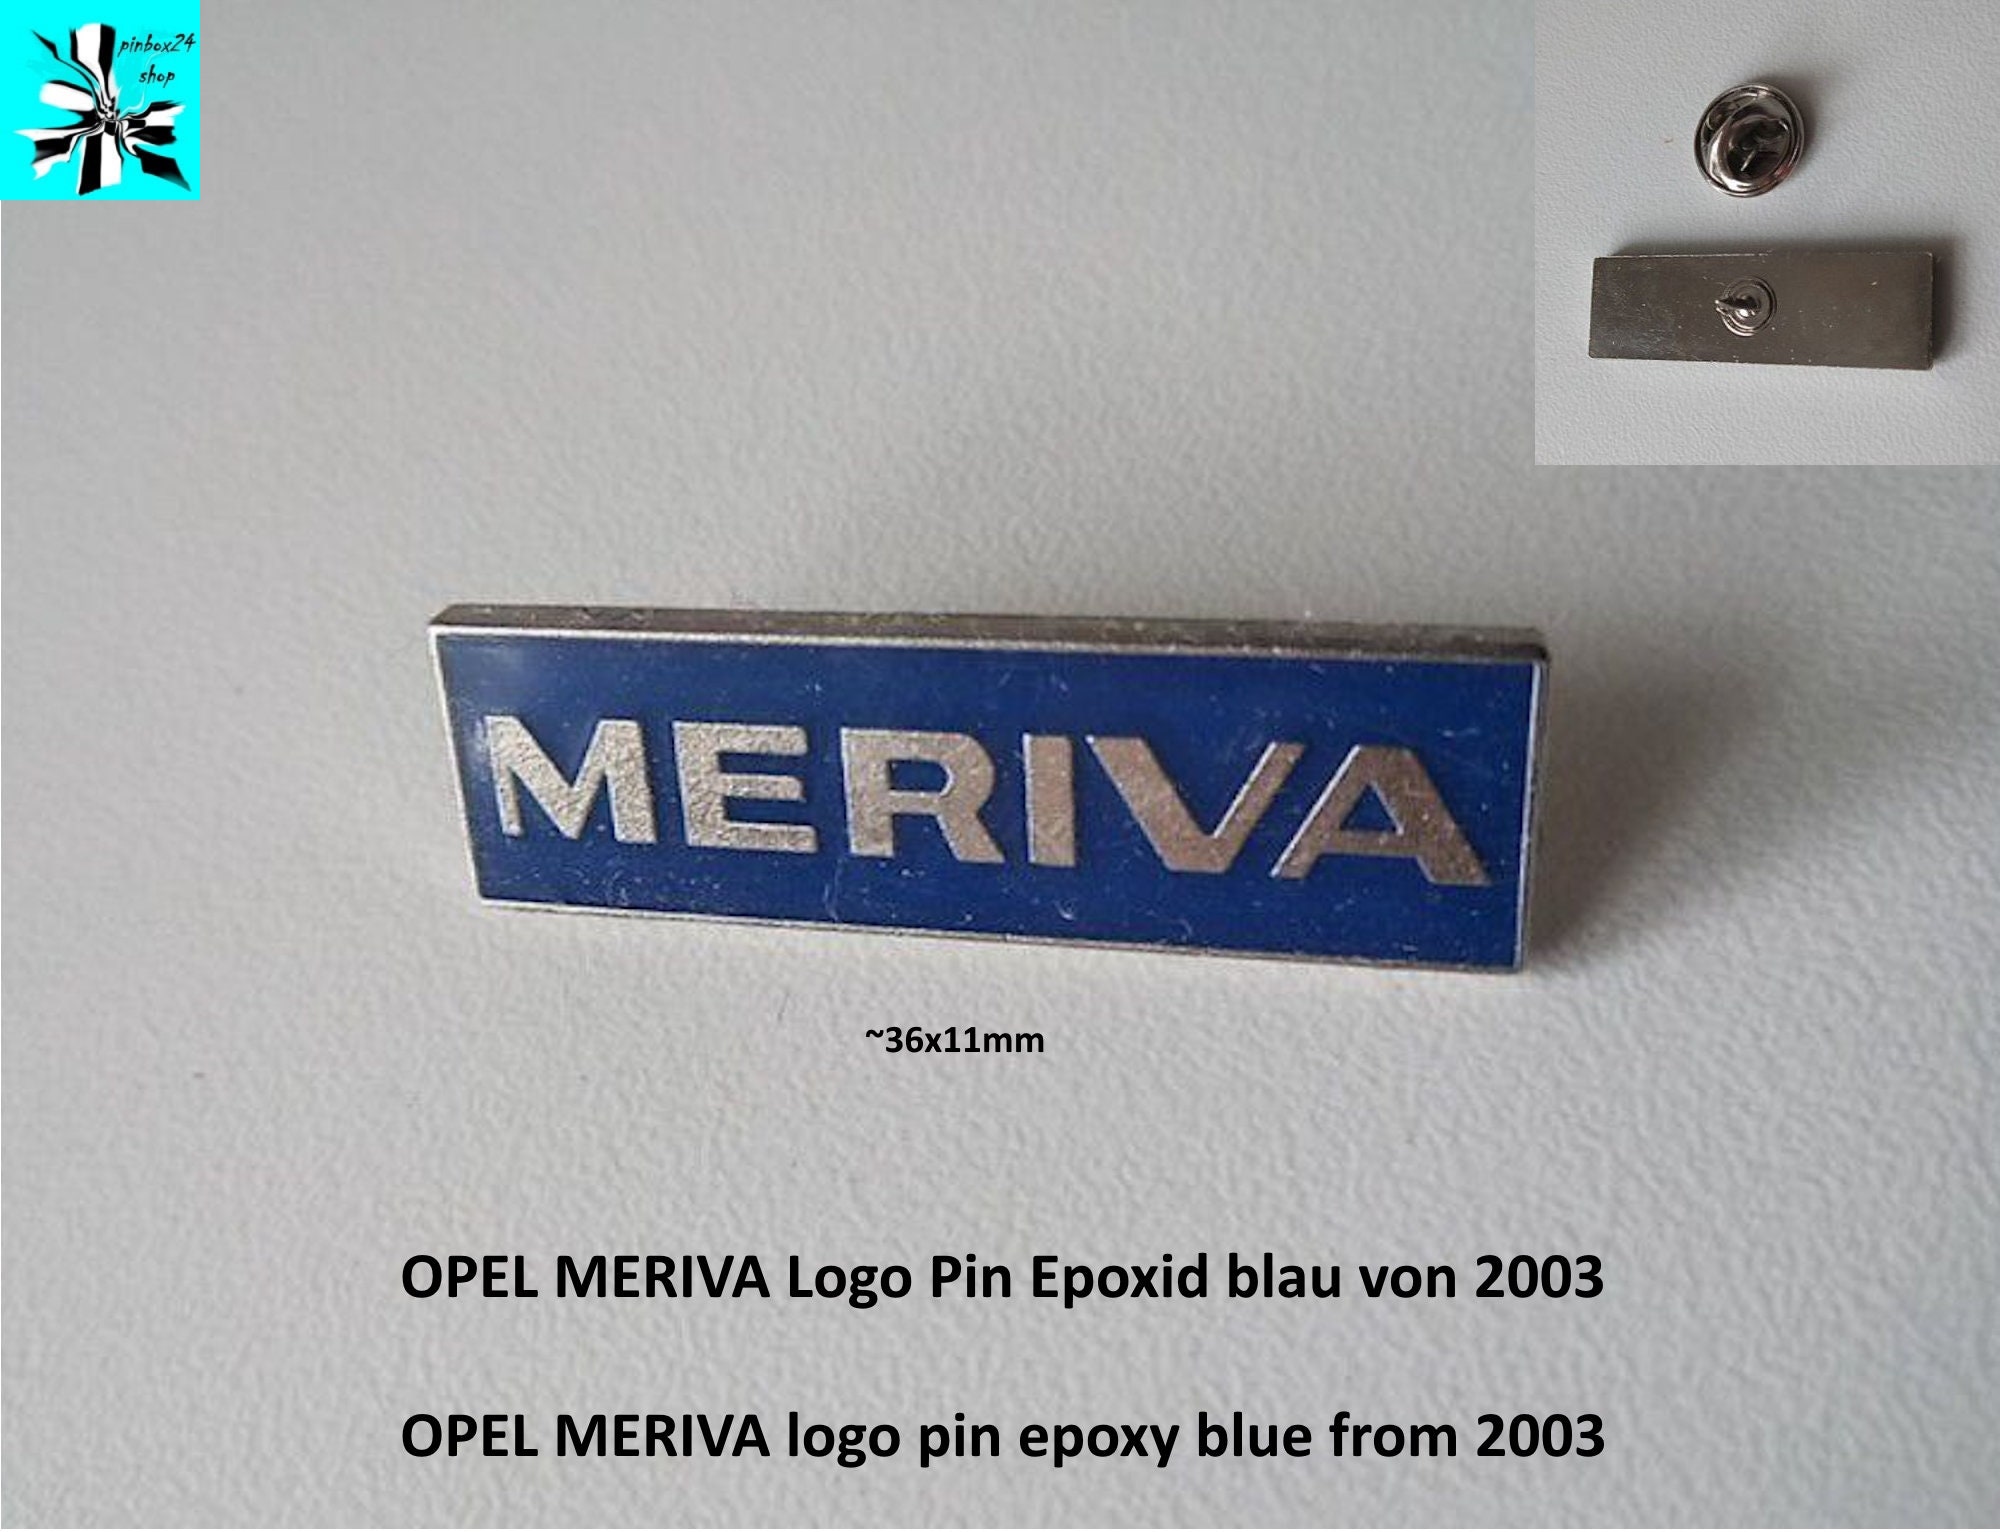 pinbox24
shop
MERIVA
~36x11mm
OPEL MERIVA Logo Pin Epoxid blau von 2003
OPEL MERIVA logo pin epoxy blue from 2003